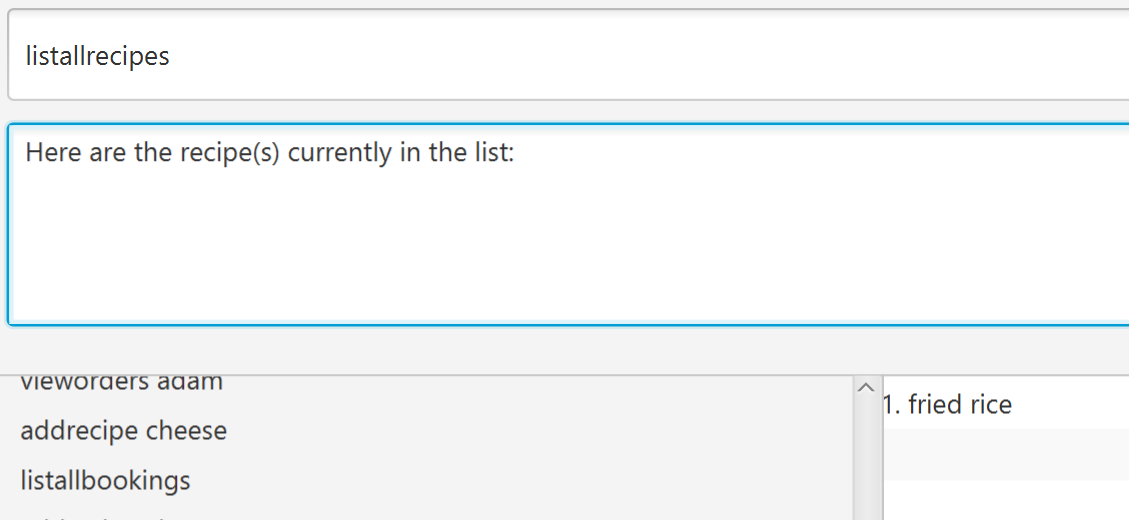 listallrecipes
Here are the recipe(s) currently in the list:
vieworders adam
addrecipe cheese
listallbookings
1. fried rice